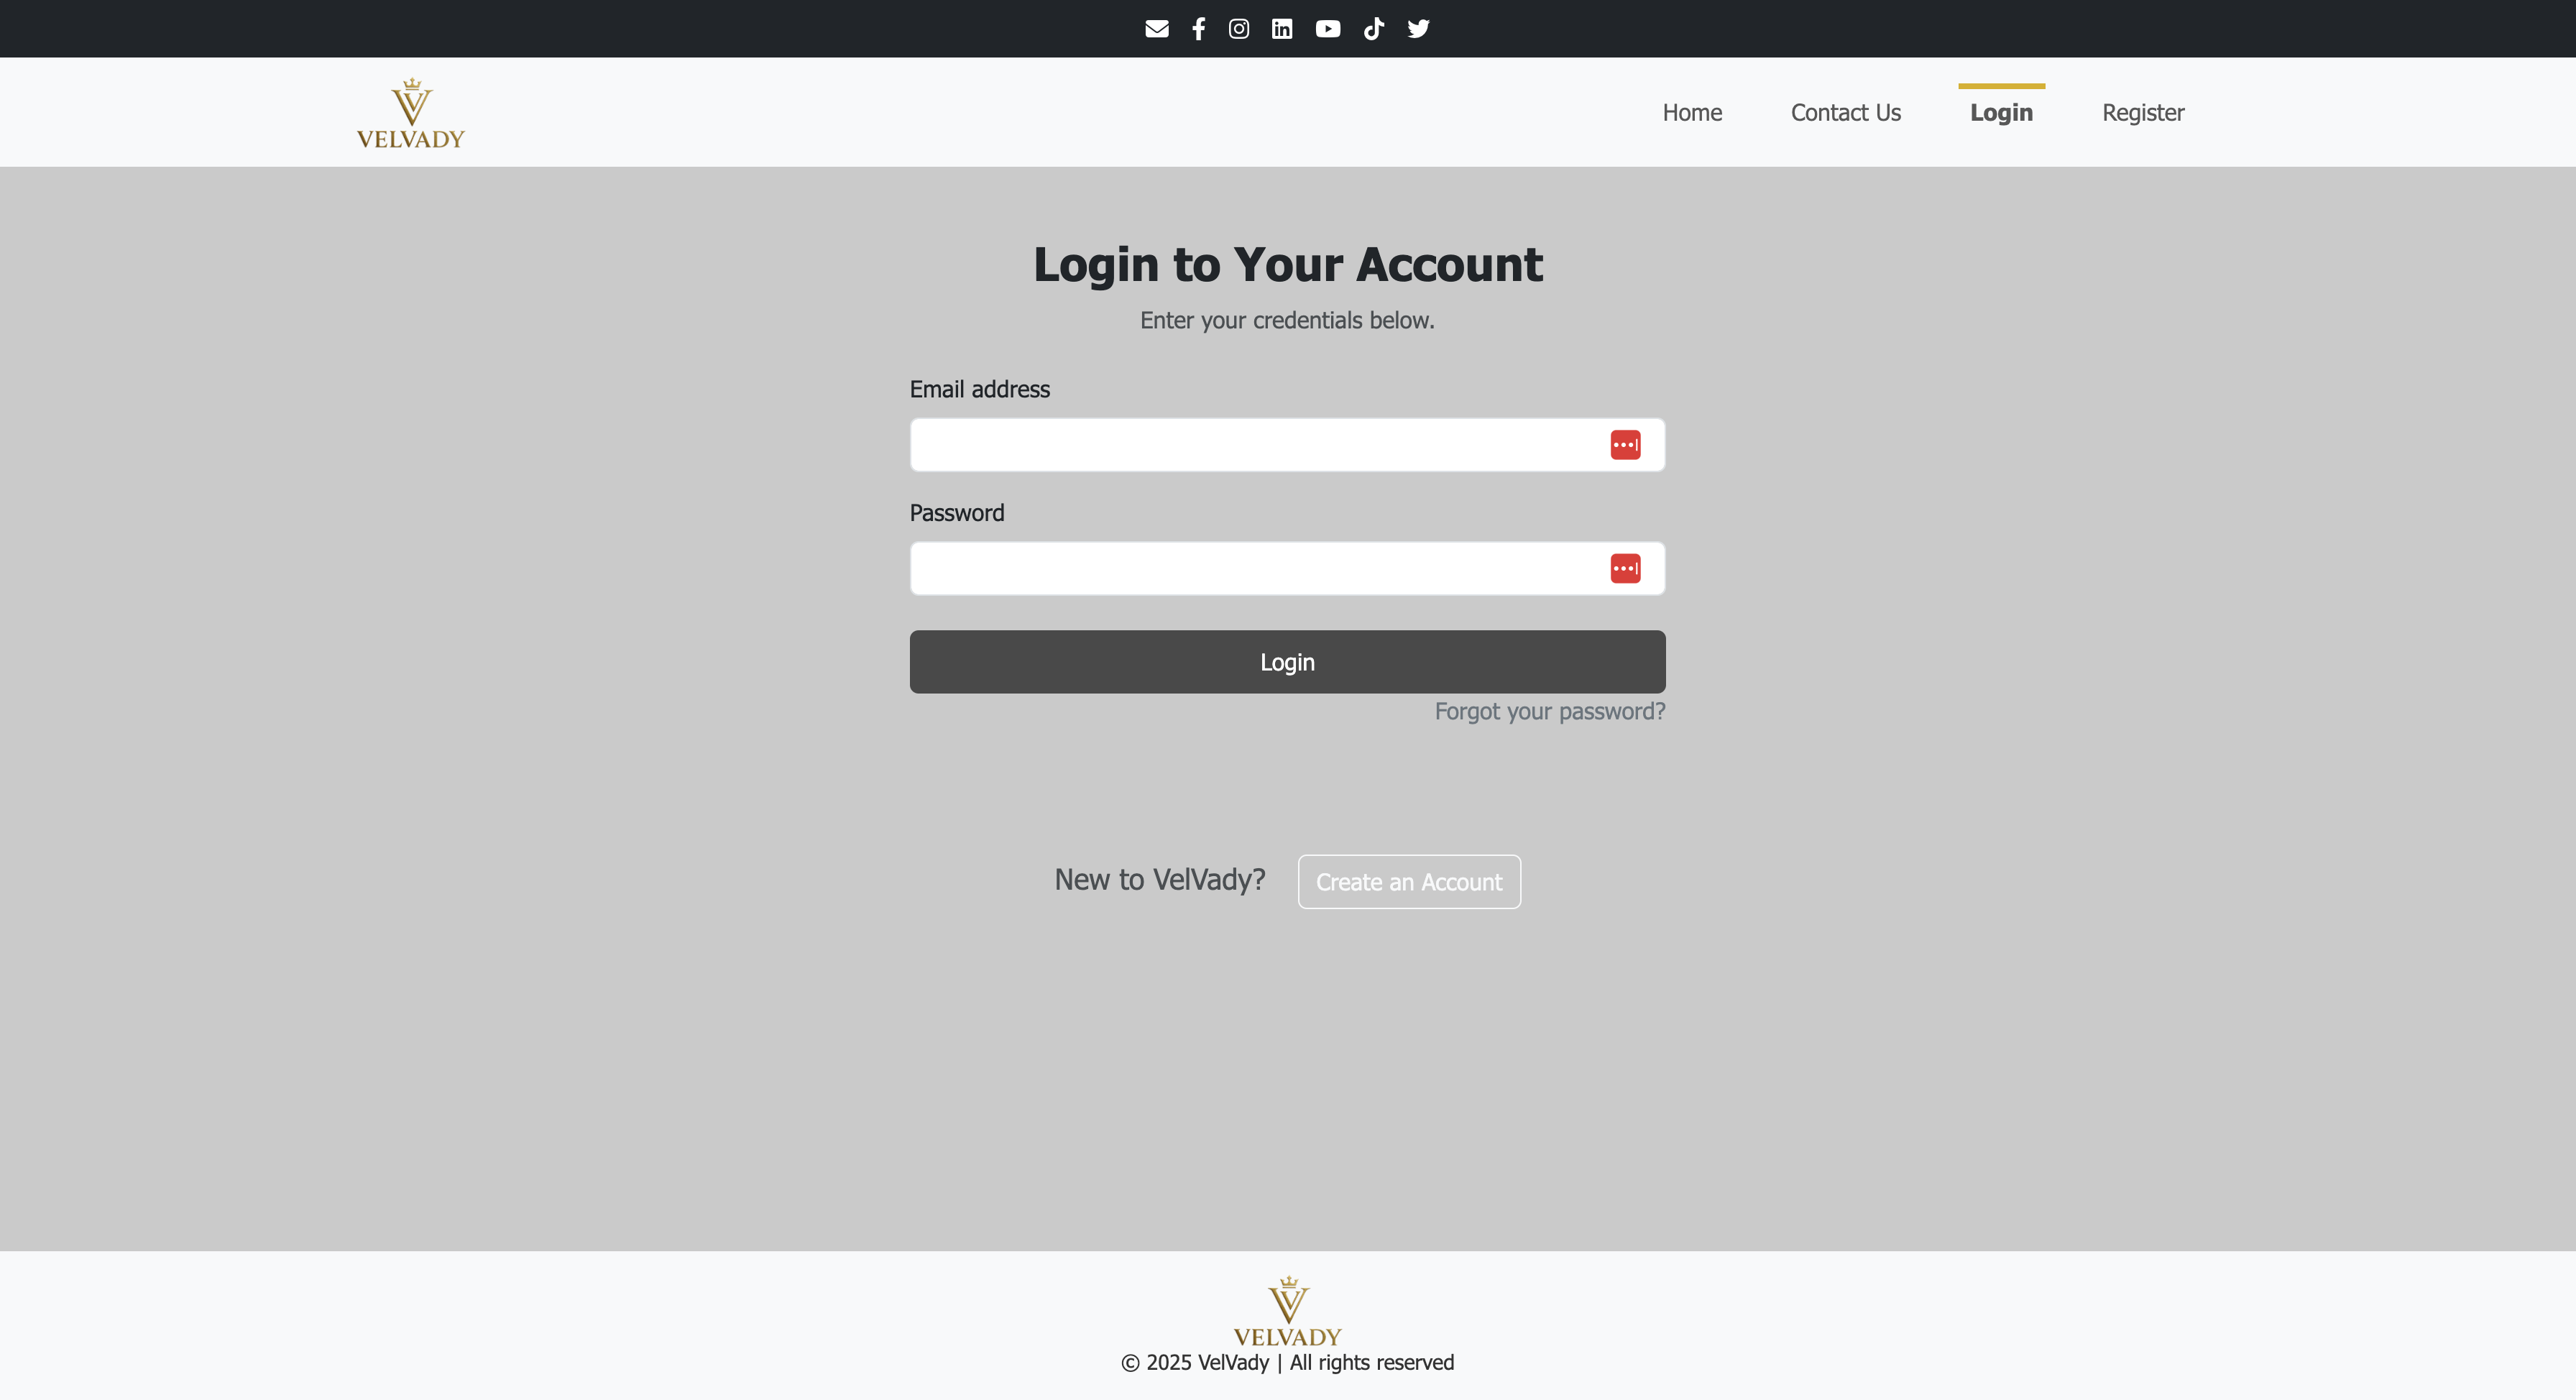 VELVADY
Home Contact Us Login Register
Login to Your Account
Enter your credentials below.
Email address
Password
Login
Forgot your password?
New to VelVady? Create an Account
VELVADY
© 2025 VelVady | All rights reserved